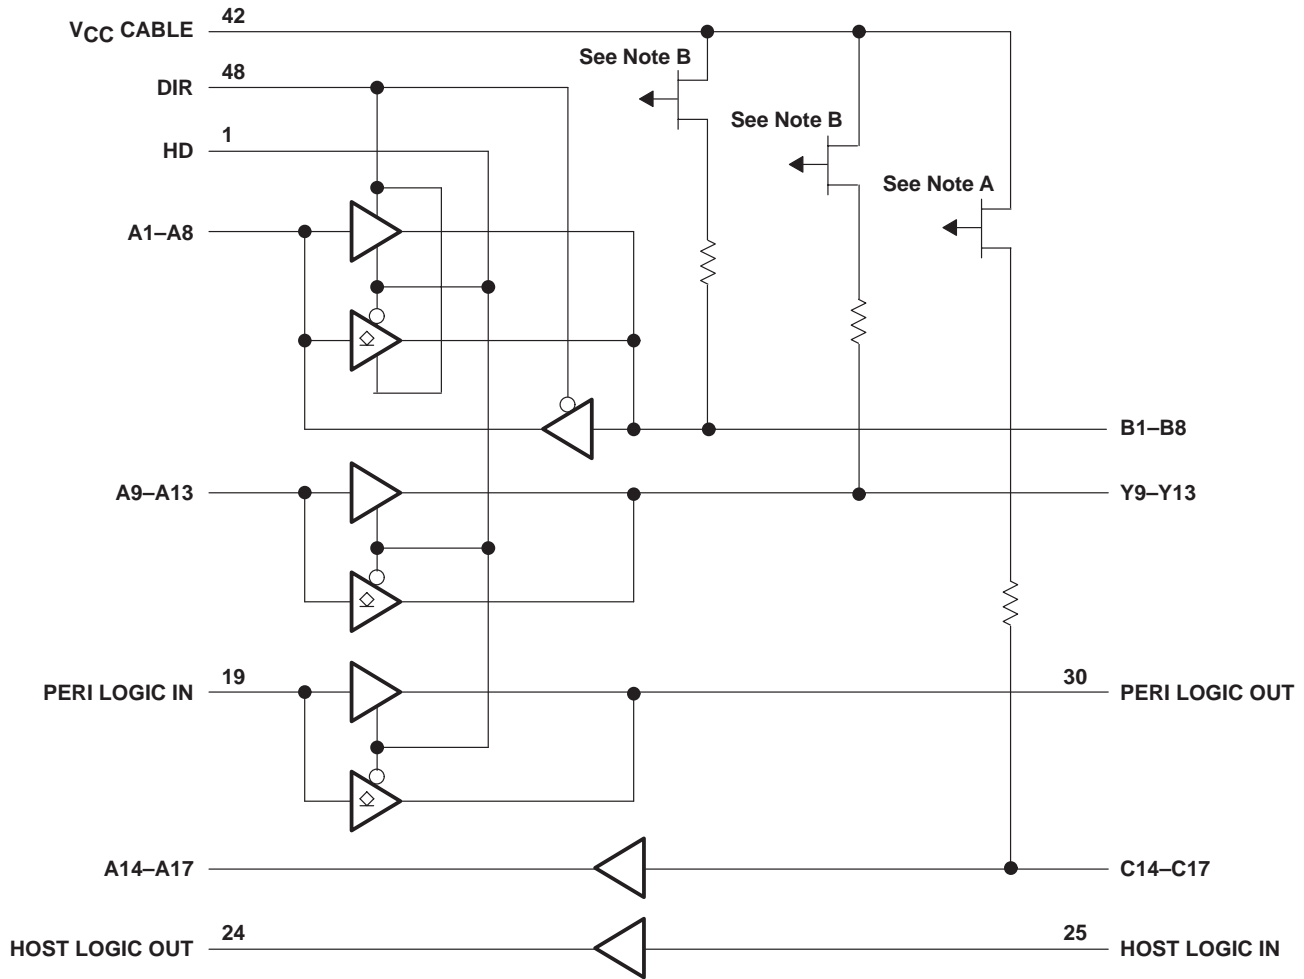 VCC CABLE 42
See Note B
DIR 48
See Note B
HD 1
See Note A
A1–A8
B1–B8
A9–A13
Y9–Y13
PERI LOGIC IN 19
30 PERI LOGIC OUT
A14–A17
C14–C17
HOST LOGIC OUT 24
25 HOST LOGIC IN